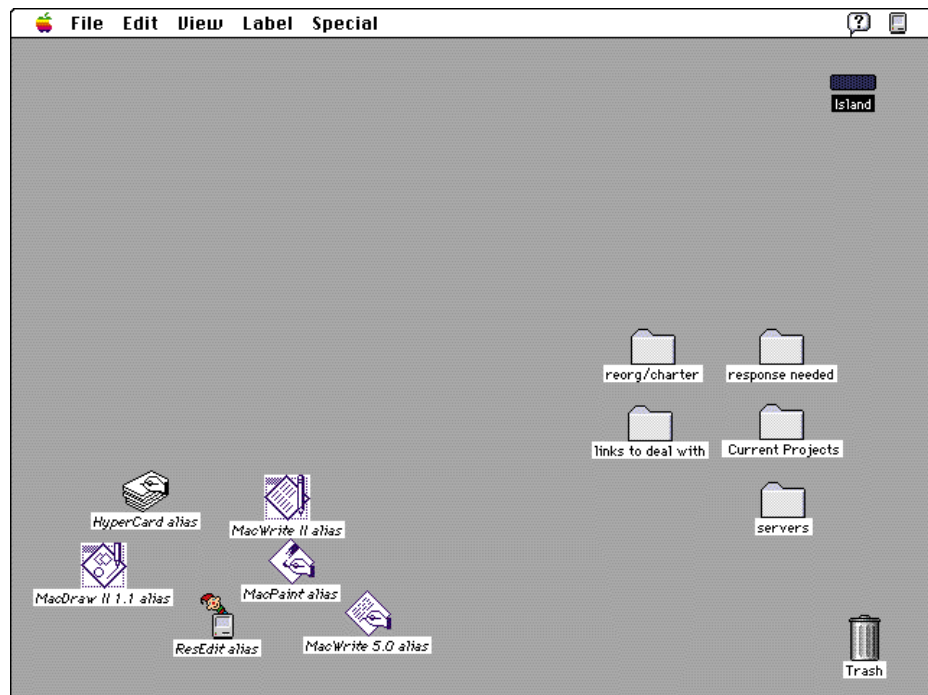 File Edit View Label Special
Island
reorg/charter
response needed
links to deal with
Current Projects
HyperCard alias
MacWrite II alias
servers
MacDraw II 1.1 alias
MacPaint alias
ResEdit alias
MacWrite 5.0 alias
Trash